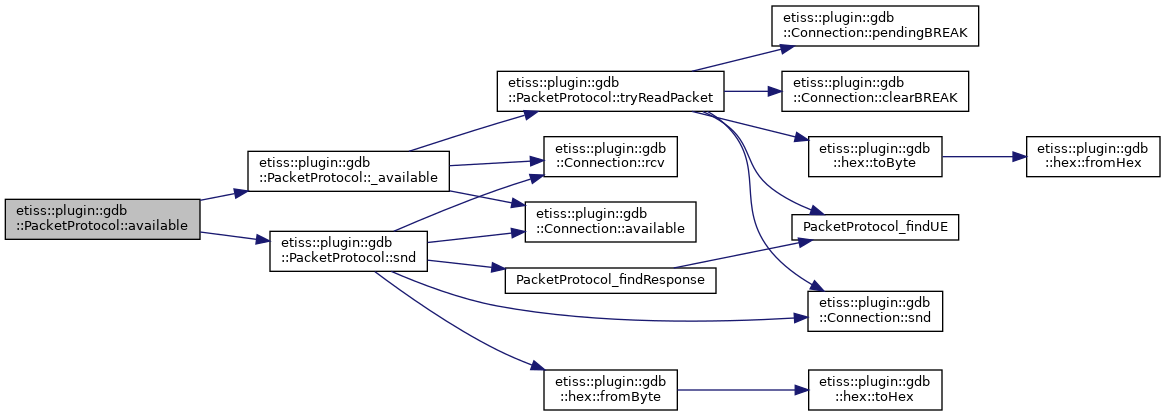 etiss::plugin::gdb
::PacketProtocol::available
etiss::plugin::gdb
::PacketProtocol::_available
etiss::plugin::gdb
::PacketProtocol::snd
etiss::plugin::gdb
::PacketProtocol::tryReadPacket
etiss::plugin::gdb
::Connection::rcv
etiss::plugin::gdb
::Connection::available
PacketProtocol_findResponse
etiss::plugin::gdb
::hex::fromByte
etiss::plugin::gdb
::Connection::pendingBREAK
etiss::plugin::gdb
::Connection::clearBREAK
etiss::plugin::gdb
::hex::toByte
PacketProtocol_findUE
etiss::plugin::gdb
::Connection::snd
etiss::plugin::gdb
::hex::toHex
etiss::plugin::gdb
::hex::fromHex